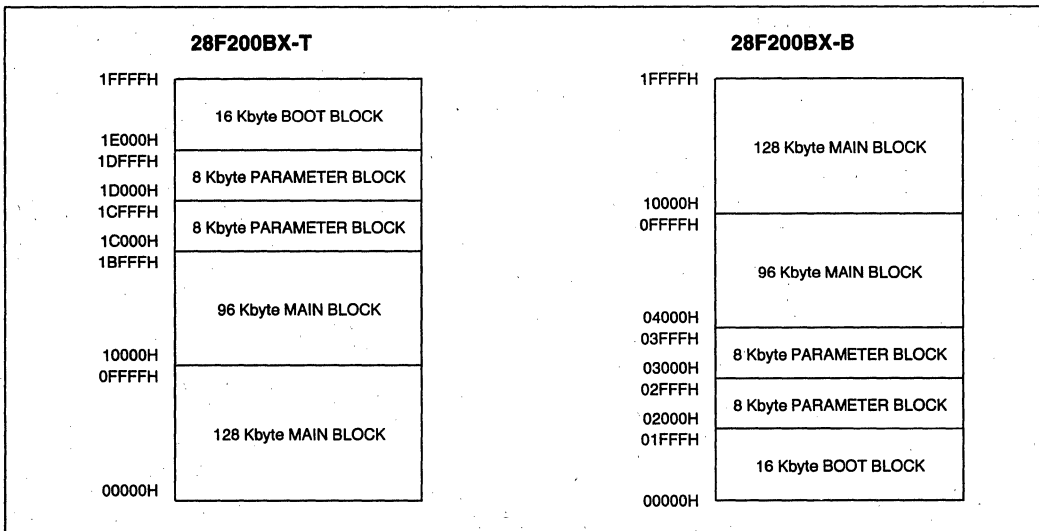 28F200BX-T
1FFFFH
16 Kbyte BOOT BLOCK
1E000H
1DFFFH
8 Kbyte PARAMETER BLOCK
1D000H
1CFFFH
8 Kbyte PARAMETER BLOCK
1C000H
1BFFFH
96 Kbyte MAIN BLOCK
10000H
0FFFFH
128 Kbyte MAIN BLOCK
00000H
28F200BX-B
1FFFFH
128 Kbyte MAIN BLOCK
10000H
0FFFFH
96 Kbyte MAIN BLOCK
04000H
03FFFH
8 Kbyte PARAMETER BLOCK
03000H
02FFFH
8 Kbyte PARAMETER BLOCK
02000H
01FFFH
16 Kbyte BOOT BLOCK
00000H